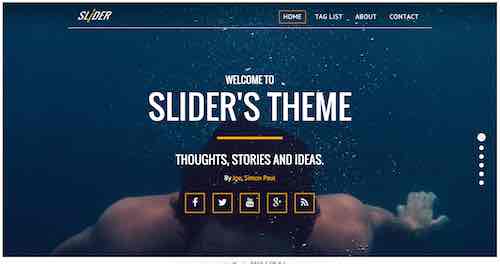 SLIDER
HOME TAG LIST ABOUT CONTACT
WELCOME TO
SLIDER'S THEME
THOUGHTS, STORIES AND IDEAS.
By Joe, Simon Paul